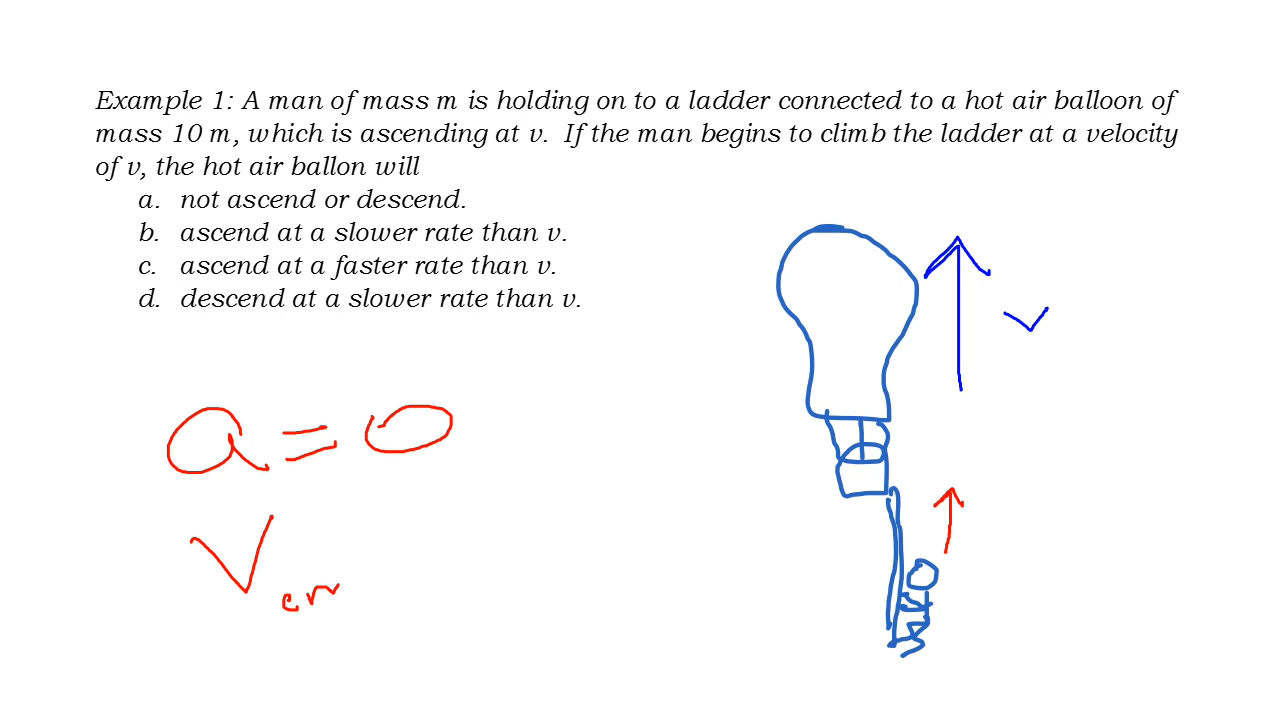 Example 1: A man of mass m is holding on to a ladder connected to a hot air balloon of
mass 10 m, which is ascending at v. If the man begins to climb the ladder at a velocity
of v, the hot air ballon will
a. not ascend or descend.
b. ascend at a slower rate than v.
c. ascend at a faster rate than v.
d. descend at a slower rate than v.
v
a = 0
V cm